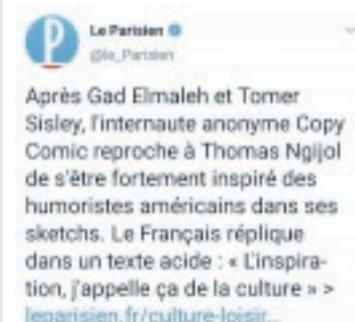 Le Parisien
@le_Parisien
Après Gad Elmaleh et Tomer
Sisley, l'internaute anonyme Copy
Comic reproche à Thomas Ngijol
de s'être fortement inspiré des
humoristes américains dans ses
sketchs. Le Français réplique
dans un texte acide : « L'inspira-
tion, j'appelle ça de la culture » >
leparisien.fr/culture-loisir...